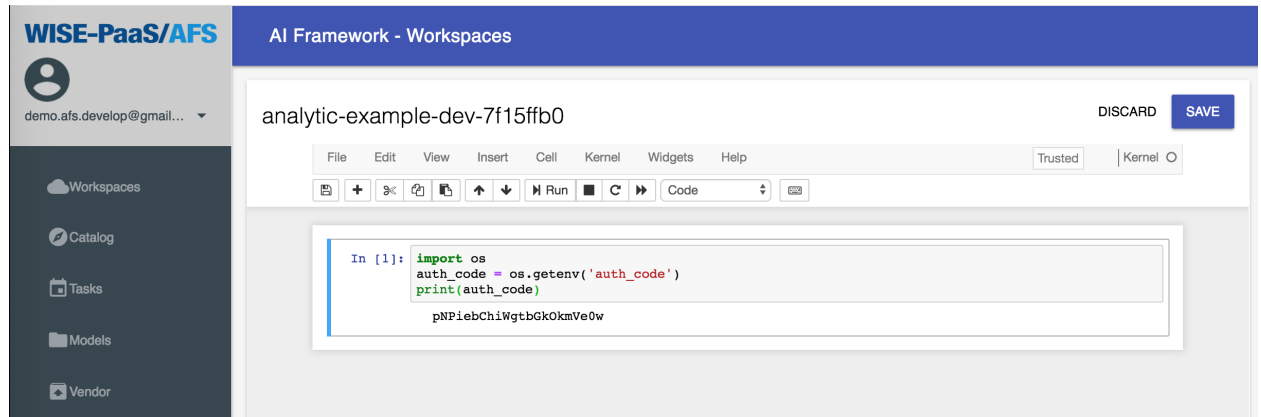 WISE-PaaS/AFS
demo.afs.develop@gmail...
Workspaces
Catalog
Tasks
Models
Vendor
AI Framework - Workspaces
analytic-example-dev-7f15ffb0
DISCARD
SAVE
File Edit View Insert Cell Kernel Widgets Help
Trusted
Kernel
Run
Code
In [1]: import os
auth_code = os.getenv('auth_code')
print(auth_code)
pNPiebChiWgtbGkOkmVe0w